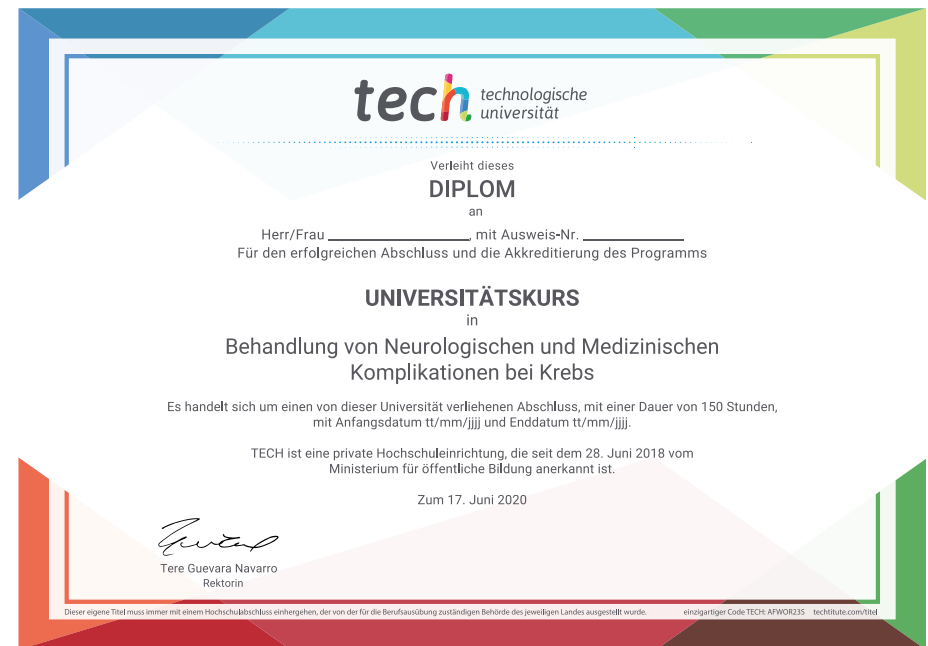 tech technologische
universität
Verleiht dieses
DIPLOM
an
Herr/Frau ____________________, mit Ausweis-Nr. ______________
Für den erfolgreichen Abschluss und die Akkreditierung des Programms
UNIVERSITÄTSKURS
in
Behandlung von Neurologischen und Medizinischen
Komplikationen bei Krebs
Es handelt sich um einen von dieser Universität verliehenen Abschluss, mit einer Dauer von 150 Stunden,
mit Anfangsdatum tt/mm/jjjj und Enddatum tt/mm/jjjj.
TECH ist eine private Hochschuleinrichtung, die seit dem 28. Juni 2018 vom
Ministerium für öffentliche Bildung anerkannt ist.
Zum 17. Juni 2020
Tere Guevara Navarro
Rektorin
Dieser eigene Titel muss immer mit einem Hochschulabschluss einhergehen, der von der für die Berufsausübung zuständigen Behörde des jeweiligen Landes ausgestellt wurde. einzigartiger Code TECH: AFWOR23S techtitute.com/titel